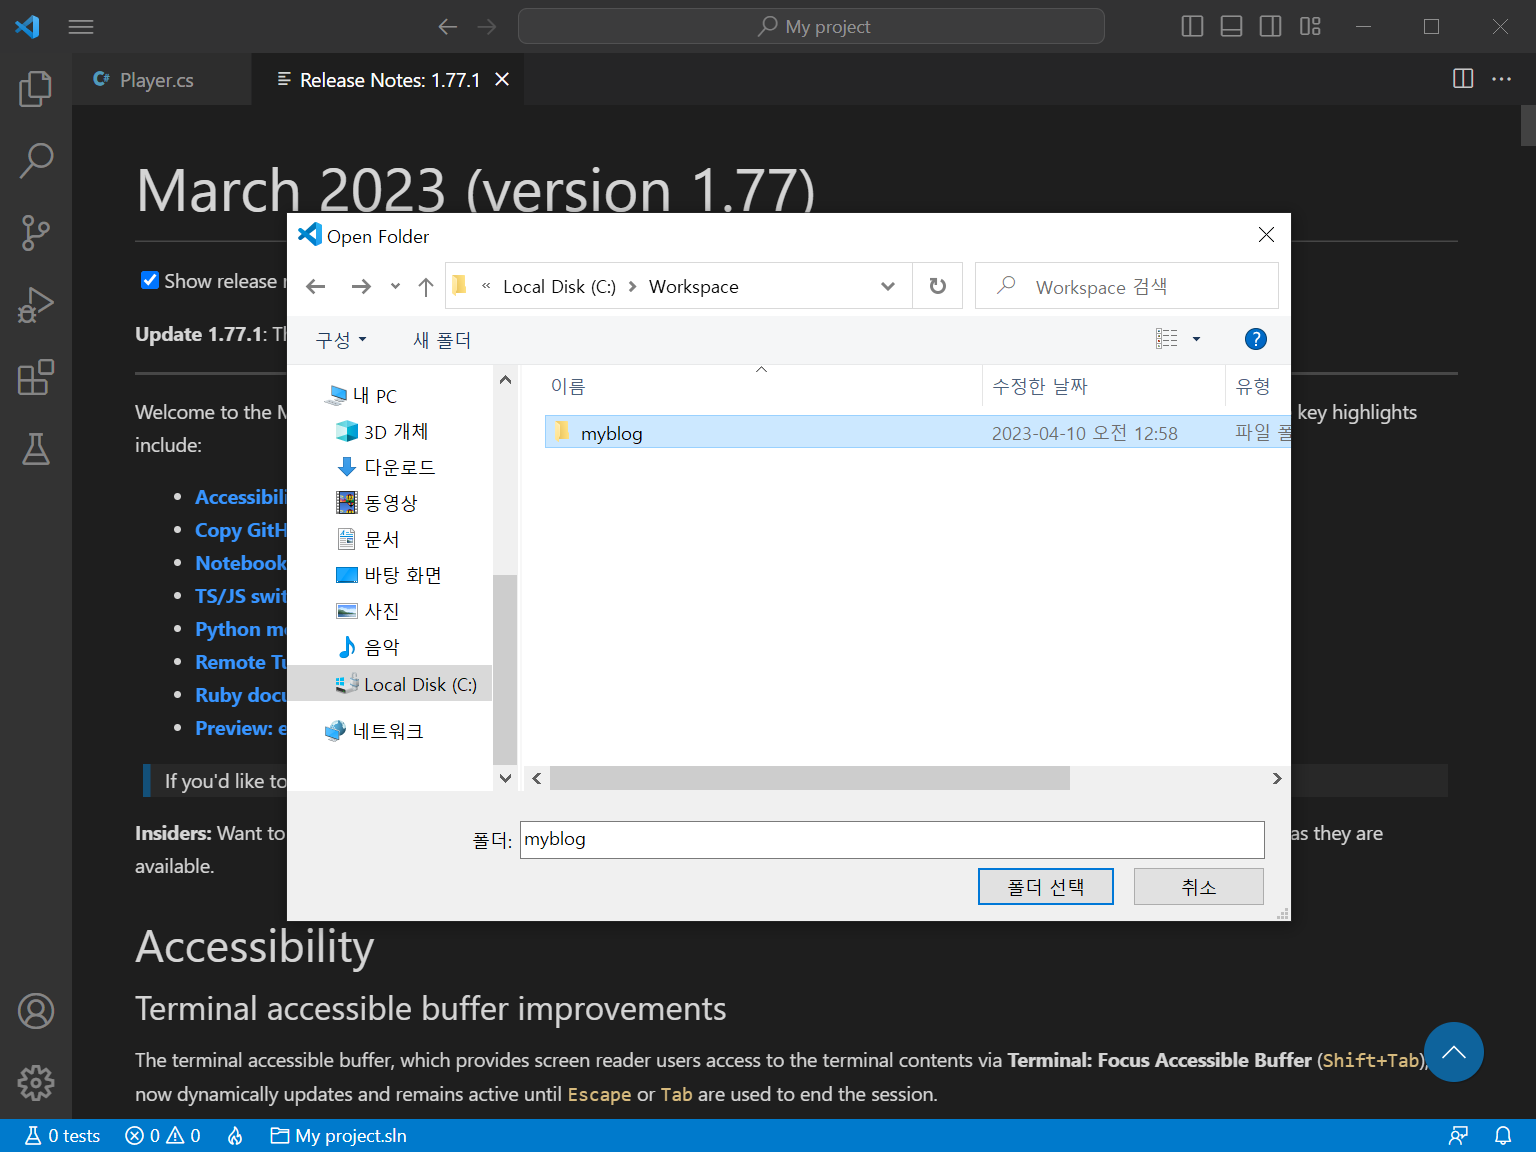 My project
Player.cs
Release Notes: 1.77.1
March 2023 (version 1.77)
Show release
Update 1.77.1:
Welcome to the
key highlights
include:
Copy GitH
Notebook
TS/JS swit
Python
Remote
Ruby docu
Preview:
If you'd like to
Insiders: Want to
as they are
available.
Open Folder
« Local Disk (C:) > Workspace
Workspace 검색
구성
새 폴더
?
내 PC
3D 개체
다운로드
동영상
문서
바탕 화면
사진
음악
Local Disk (C:)
네트워크
이름
수정한 날짜
유형
myblog
2023-04-10 오전 12:58
파일
폴더: myblog
폴더 선택
취소
Accessibility
Terminal accessible buffer improvements
The terminal accessible buffer, which provides screen reader users access to the terminal contents via Terminal: Focus Accessible Buffer (Shift+Tab),
now dynamically updates and remains active until Escape or Tab are used to end the session.
0 tests
0
0
My project.sln